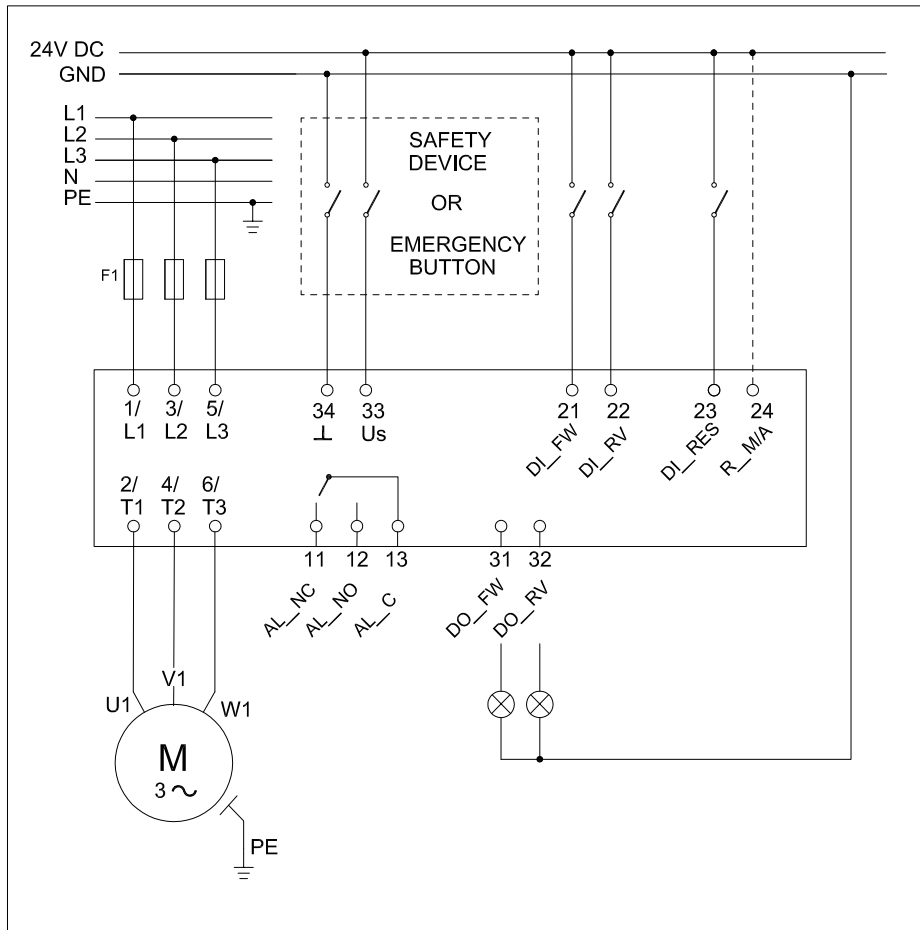 24V DC
GND
L1
L2
L3
N
PE
SAFETY
DEVICE
OR
EMERGENCY
BUTTON
F1
1/
L1
3/
L2
5/
L3
34
⊥
33
Us
21
DI_FW
22
DI_RV
23
DI_RES
24
R_M/A
2/
T1
4/
T2
6/
T3
11
AL_NC
12
AL_NO
13
AL_C
31
DO_FW
32
DO_RV
U1
V1
W1
M
3 ~
PE